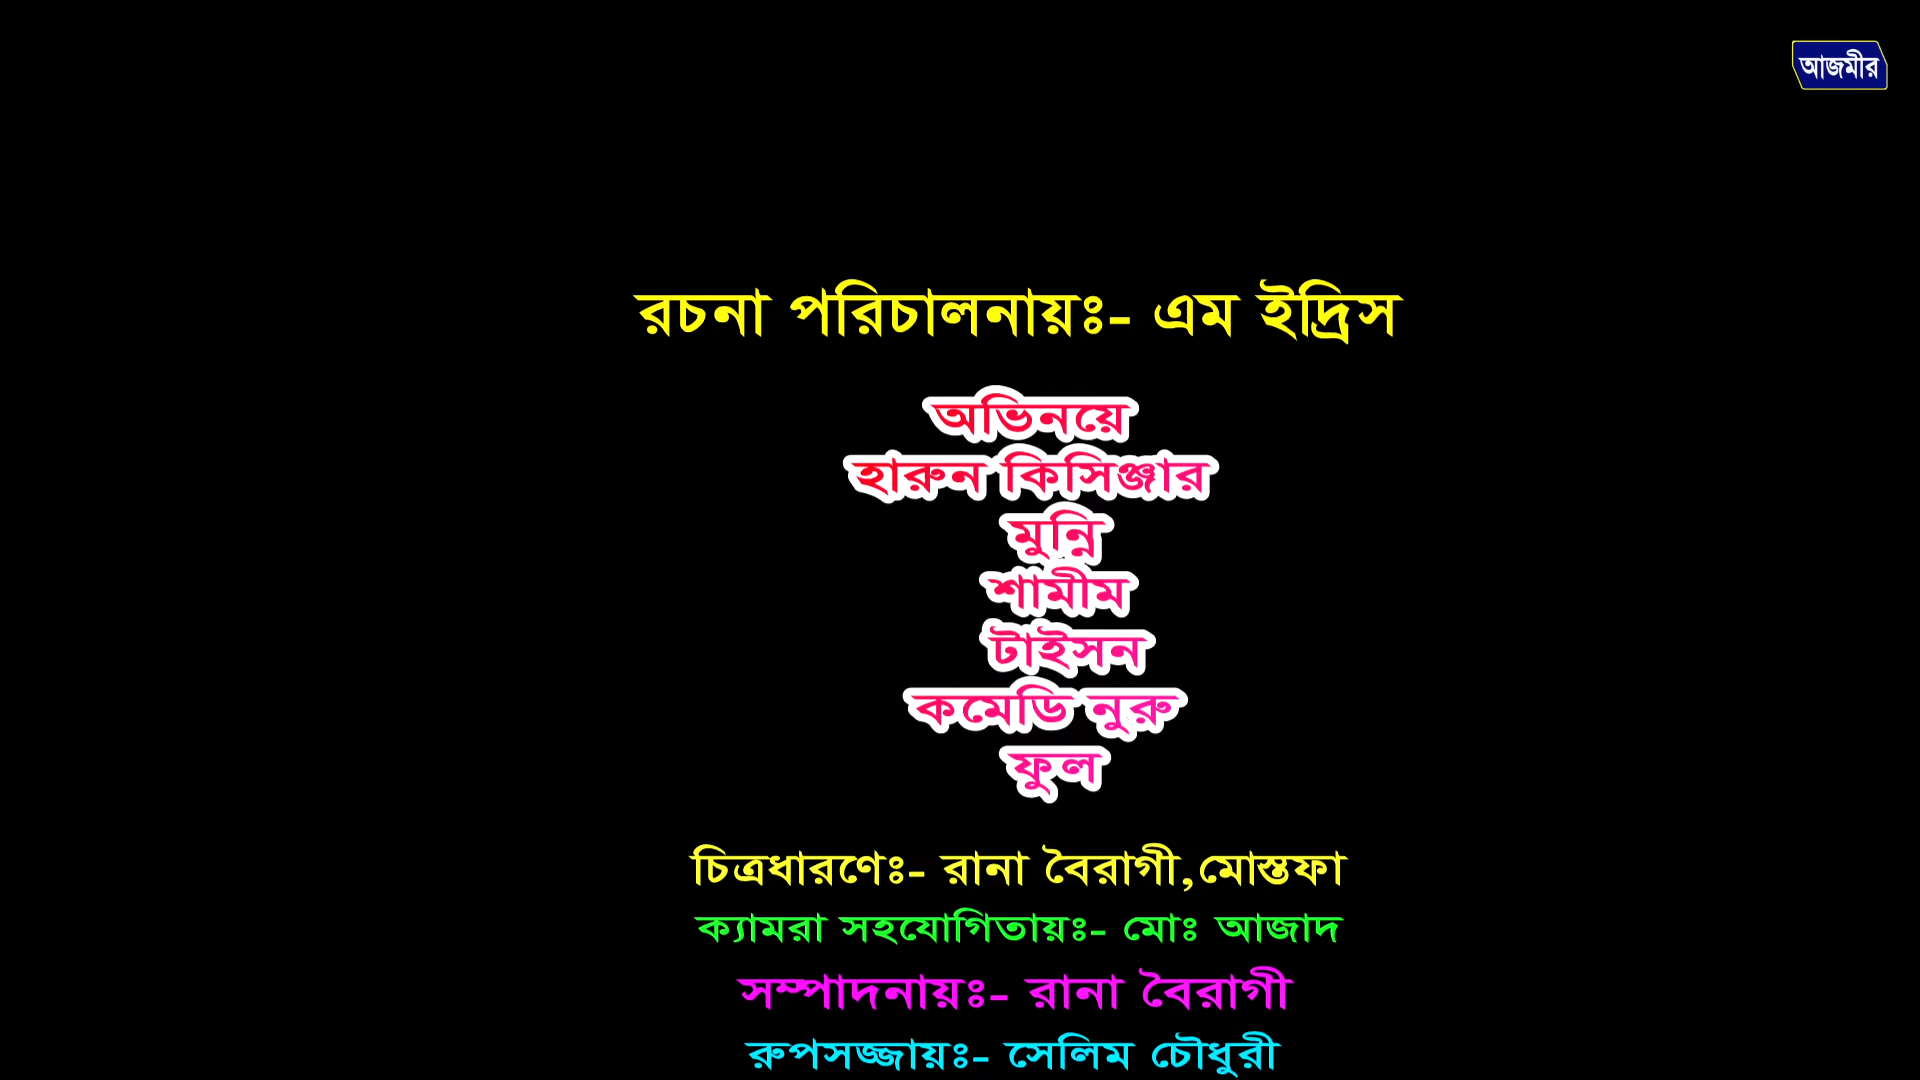 আজমীর
রচনা পরিচালনায়ঃ- এম ইদ্রিস
অভিনয়ে
হারুন কিসিঞ্জার
মুন্নি
শামীম
টাইসন
কমেডি নুরু
ফুল
চিত্রধারণেঃ- রানা বৈরাগী,মোস্তফা
ক্যামরা সহযোগিতায়ঃ- মোঃ আজাদ
সম্পাদনায়ঃ- রানা বৈরাগী
রুপসজ্জায়ঃ- সেলিম চৌধুরী